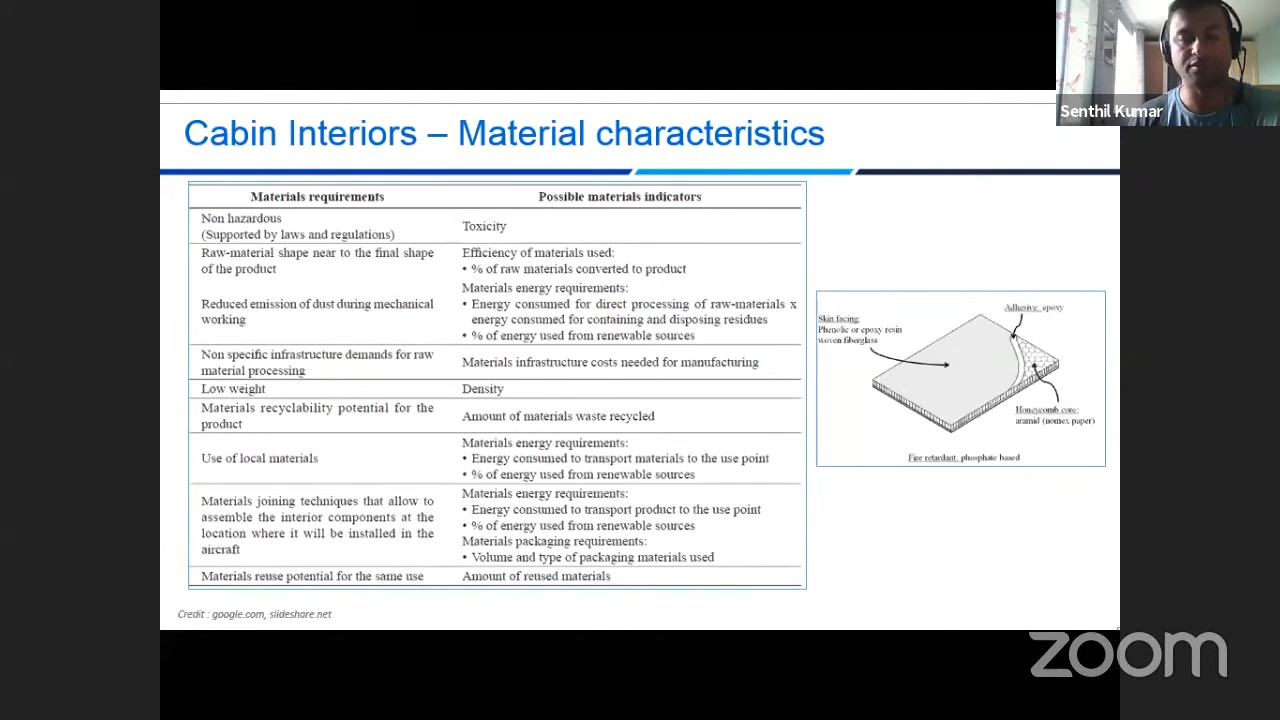 Senthil Kumar
Cabin Interiors – Material characteristics
Materials requirements
Possible materials indicators
Non hazardous
(Supported by laws and regulations)
Toxicity
Raw-material shape near to the final shape
of the product
Efficiency of materials used:
• % of raw materials converted to product
Reduced emission of dust during mechanical
working
Materials energy requirements:
• Energy consumed for direct processing of raw-materials x
energy consumed for containing and disposing residues
• % of energy used from renewable sources
Non specific infrastructure demands for raw
material processing
Materials infrastructure costs needed for manufacturing
Low weight
Density
Materials recyclability potential for the
product
Amount of materials waste recycled
Use of local materials
Materials energy requirements:
• Energy consumed to transport materials to the use point
• % of energy used from renewable sources
Materials joining techniques that allow to
assemble the interior components at the
location where it will be installed in the
aircraft
Materials energy requirements:
• Energy consumed to transport product to the use point
• % of energy used from renewable sources
Materials packaging requirements:
• Volume and type of packaging materials used
Materials reuse potential for the same use
Amount of reused materials
Adhesive: epoxy
Skin facing:
Phenolic or epoxy resin
woven fiberglass
Honeycomb core:
aramid (nomex paper)
Fire retardant: phosphate based
Credit : google.com, slideshare.net
zoom